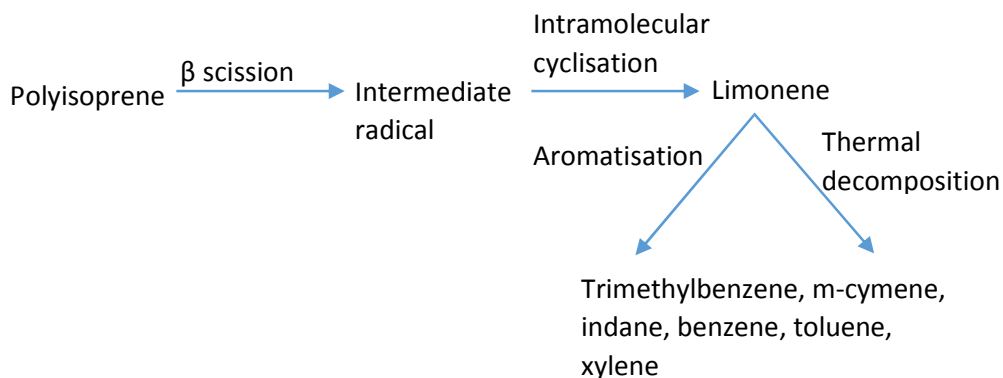 Polyisoprene
β scission
Intermediate
radical
Intramolecular
cyclisation
Limonene
Aromatisation
Thermal
decomposition
Trimethylbenzene, m-cymene,
indane, benzene, toluene,
xylene